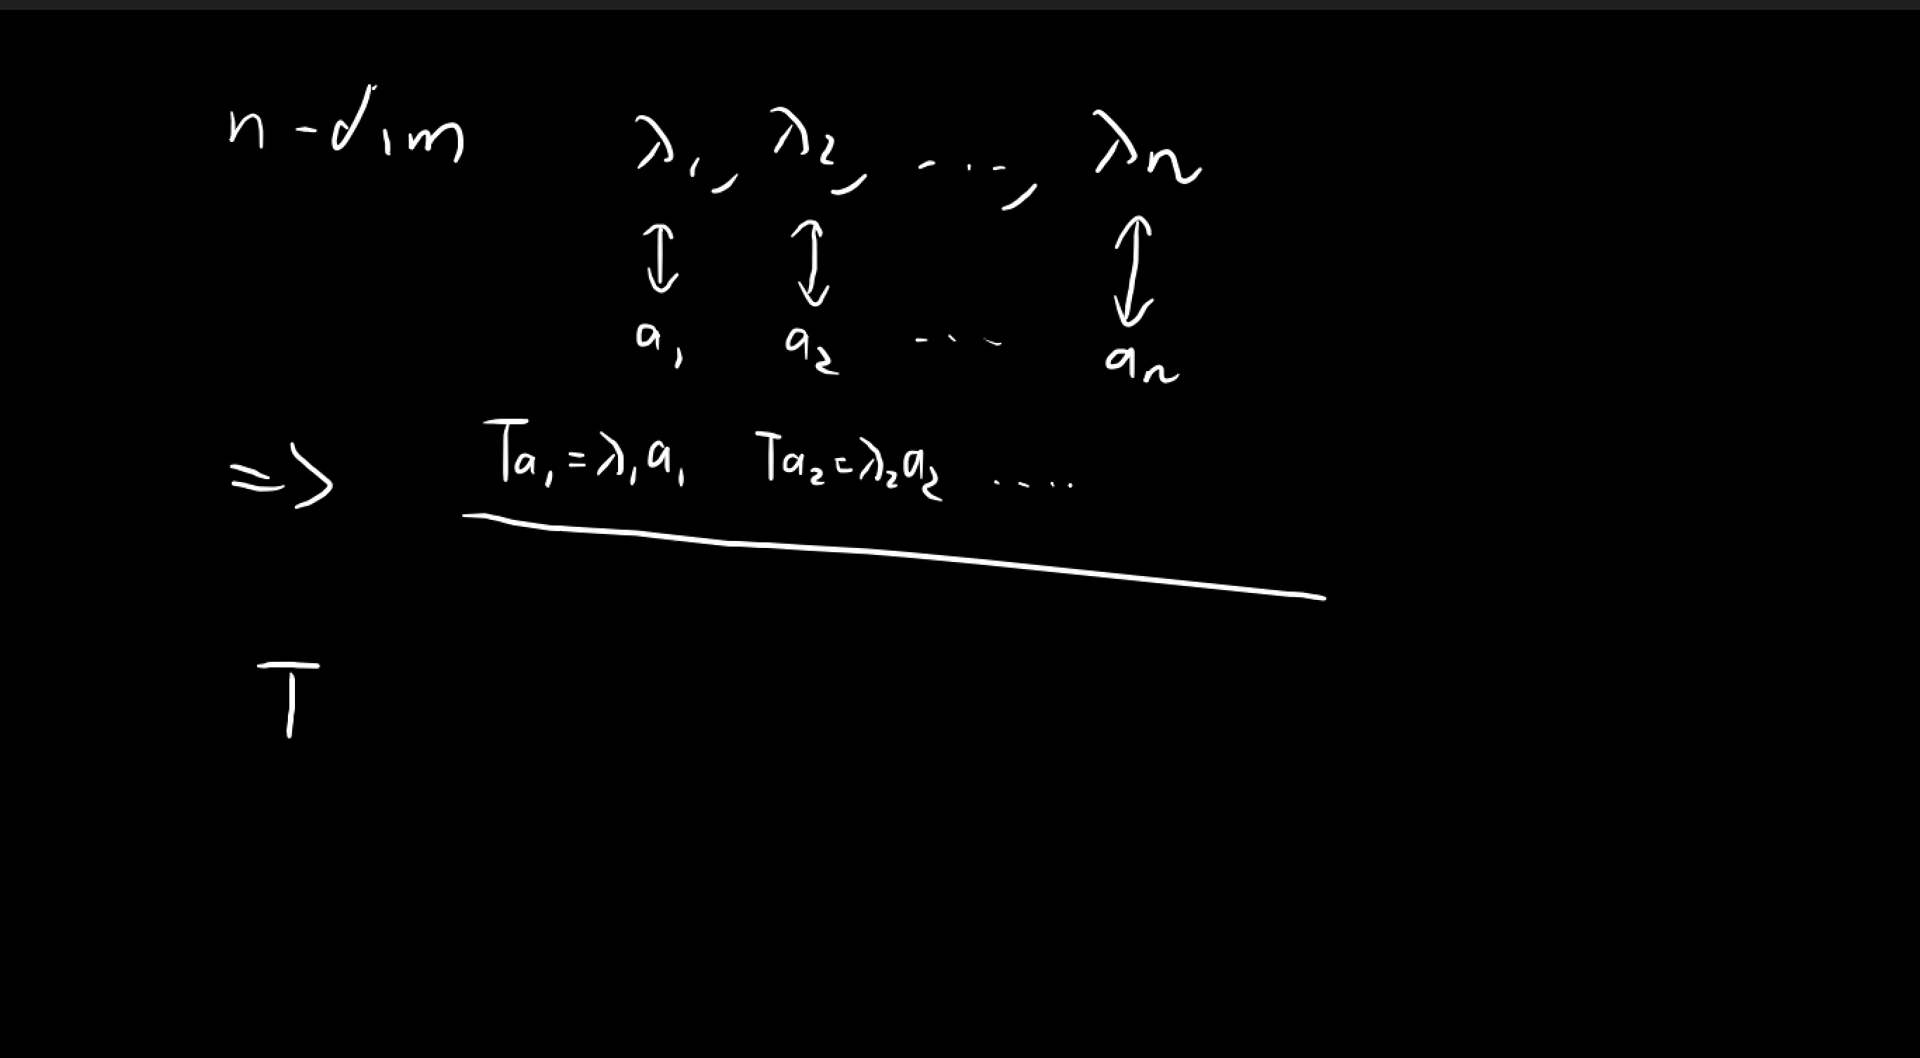 n-dim λ₁, λ₂, ...., λn
↕ ↕ ↕
a₁ a₂ ... an
=> Ta₁=λ₁a₁ Ta₂=λ₂a₂ ....
T